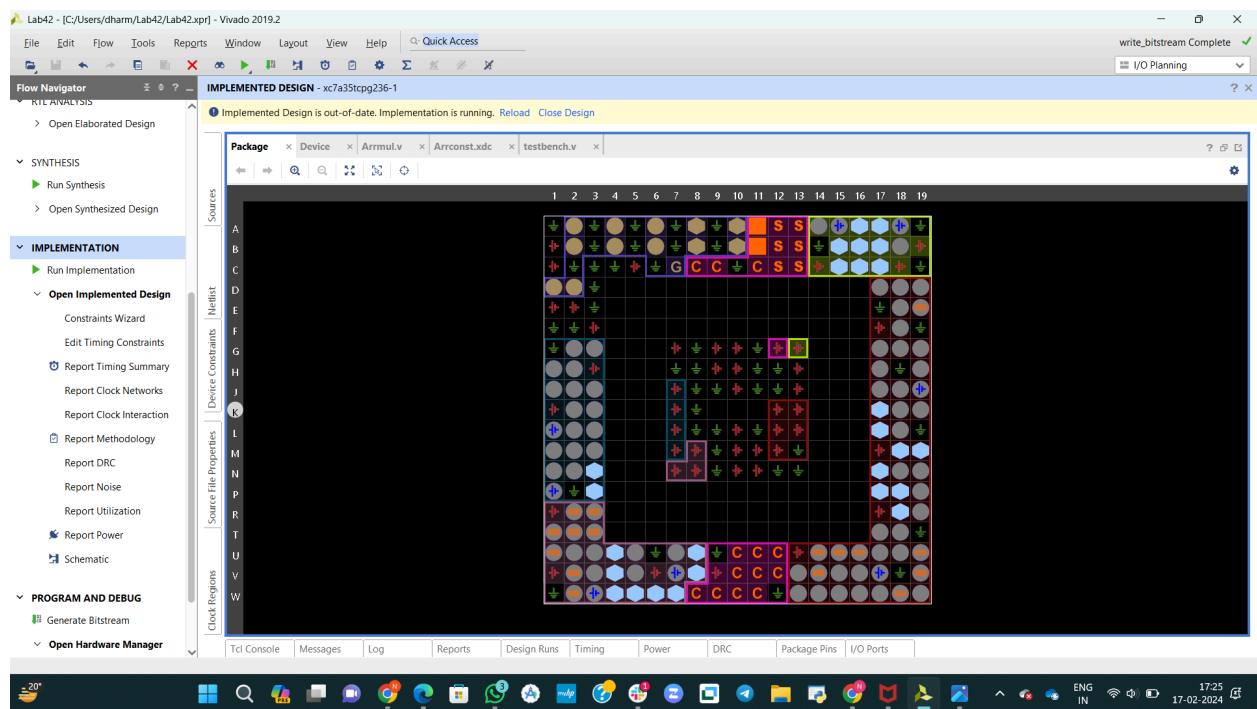 Lab42 - [C:/Users/dharm/Lab42/Lab42.xpr] - Vivado 2019.2
File Edit Flow Tools Reports Window Layout View Help Quick Access write_bitstream Complete
I/O Planning
Flow Navigator IMPLEMENTED DESIGN - xc7a35tcpg236-1
RTL ANALYSIS
Implemented Design is out-of-date. Implementation is running. Reload Close Design
Open Elaborated Design
Package Device Arrmul.v Arrconst.xdc testbench.v
SYNTHESIS
Run Synthesis
Open Synthesized Design
IMPLEMENTATION
Run Implementation
Open Implemented Design
Constraints Wizard
Edit Timing Constraints
Report Timing Summary
Report Clock Networks
Report Clock Interaction
Report Methodology
Report DRC
Report Noise
Report Utilization
Report Power
Schematic
PROGRAM AND DEBUG
Generate Bitstream
Open Hardware Manager
Sources
Netlist
Device Constraints
Source File Properties
Clock Regions
1 2 3 4 5 6 7 8 9 10 11 12 13 14 15 16 17 18 19
A S S
B S S
C G C C C S S
D
E
F
G
H
J
K
L
M
N
P
R
T
U C C C
V C C
W C C C C
Tcl Console Messages Log Reports Design Runs Timing Power DRC Package Pins I/O Ports
20°
ENG
IN
17:25
17-02-2024